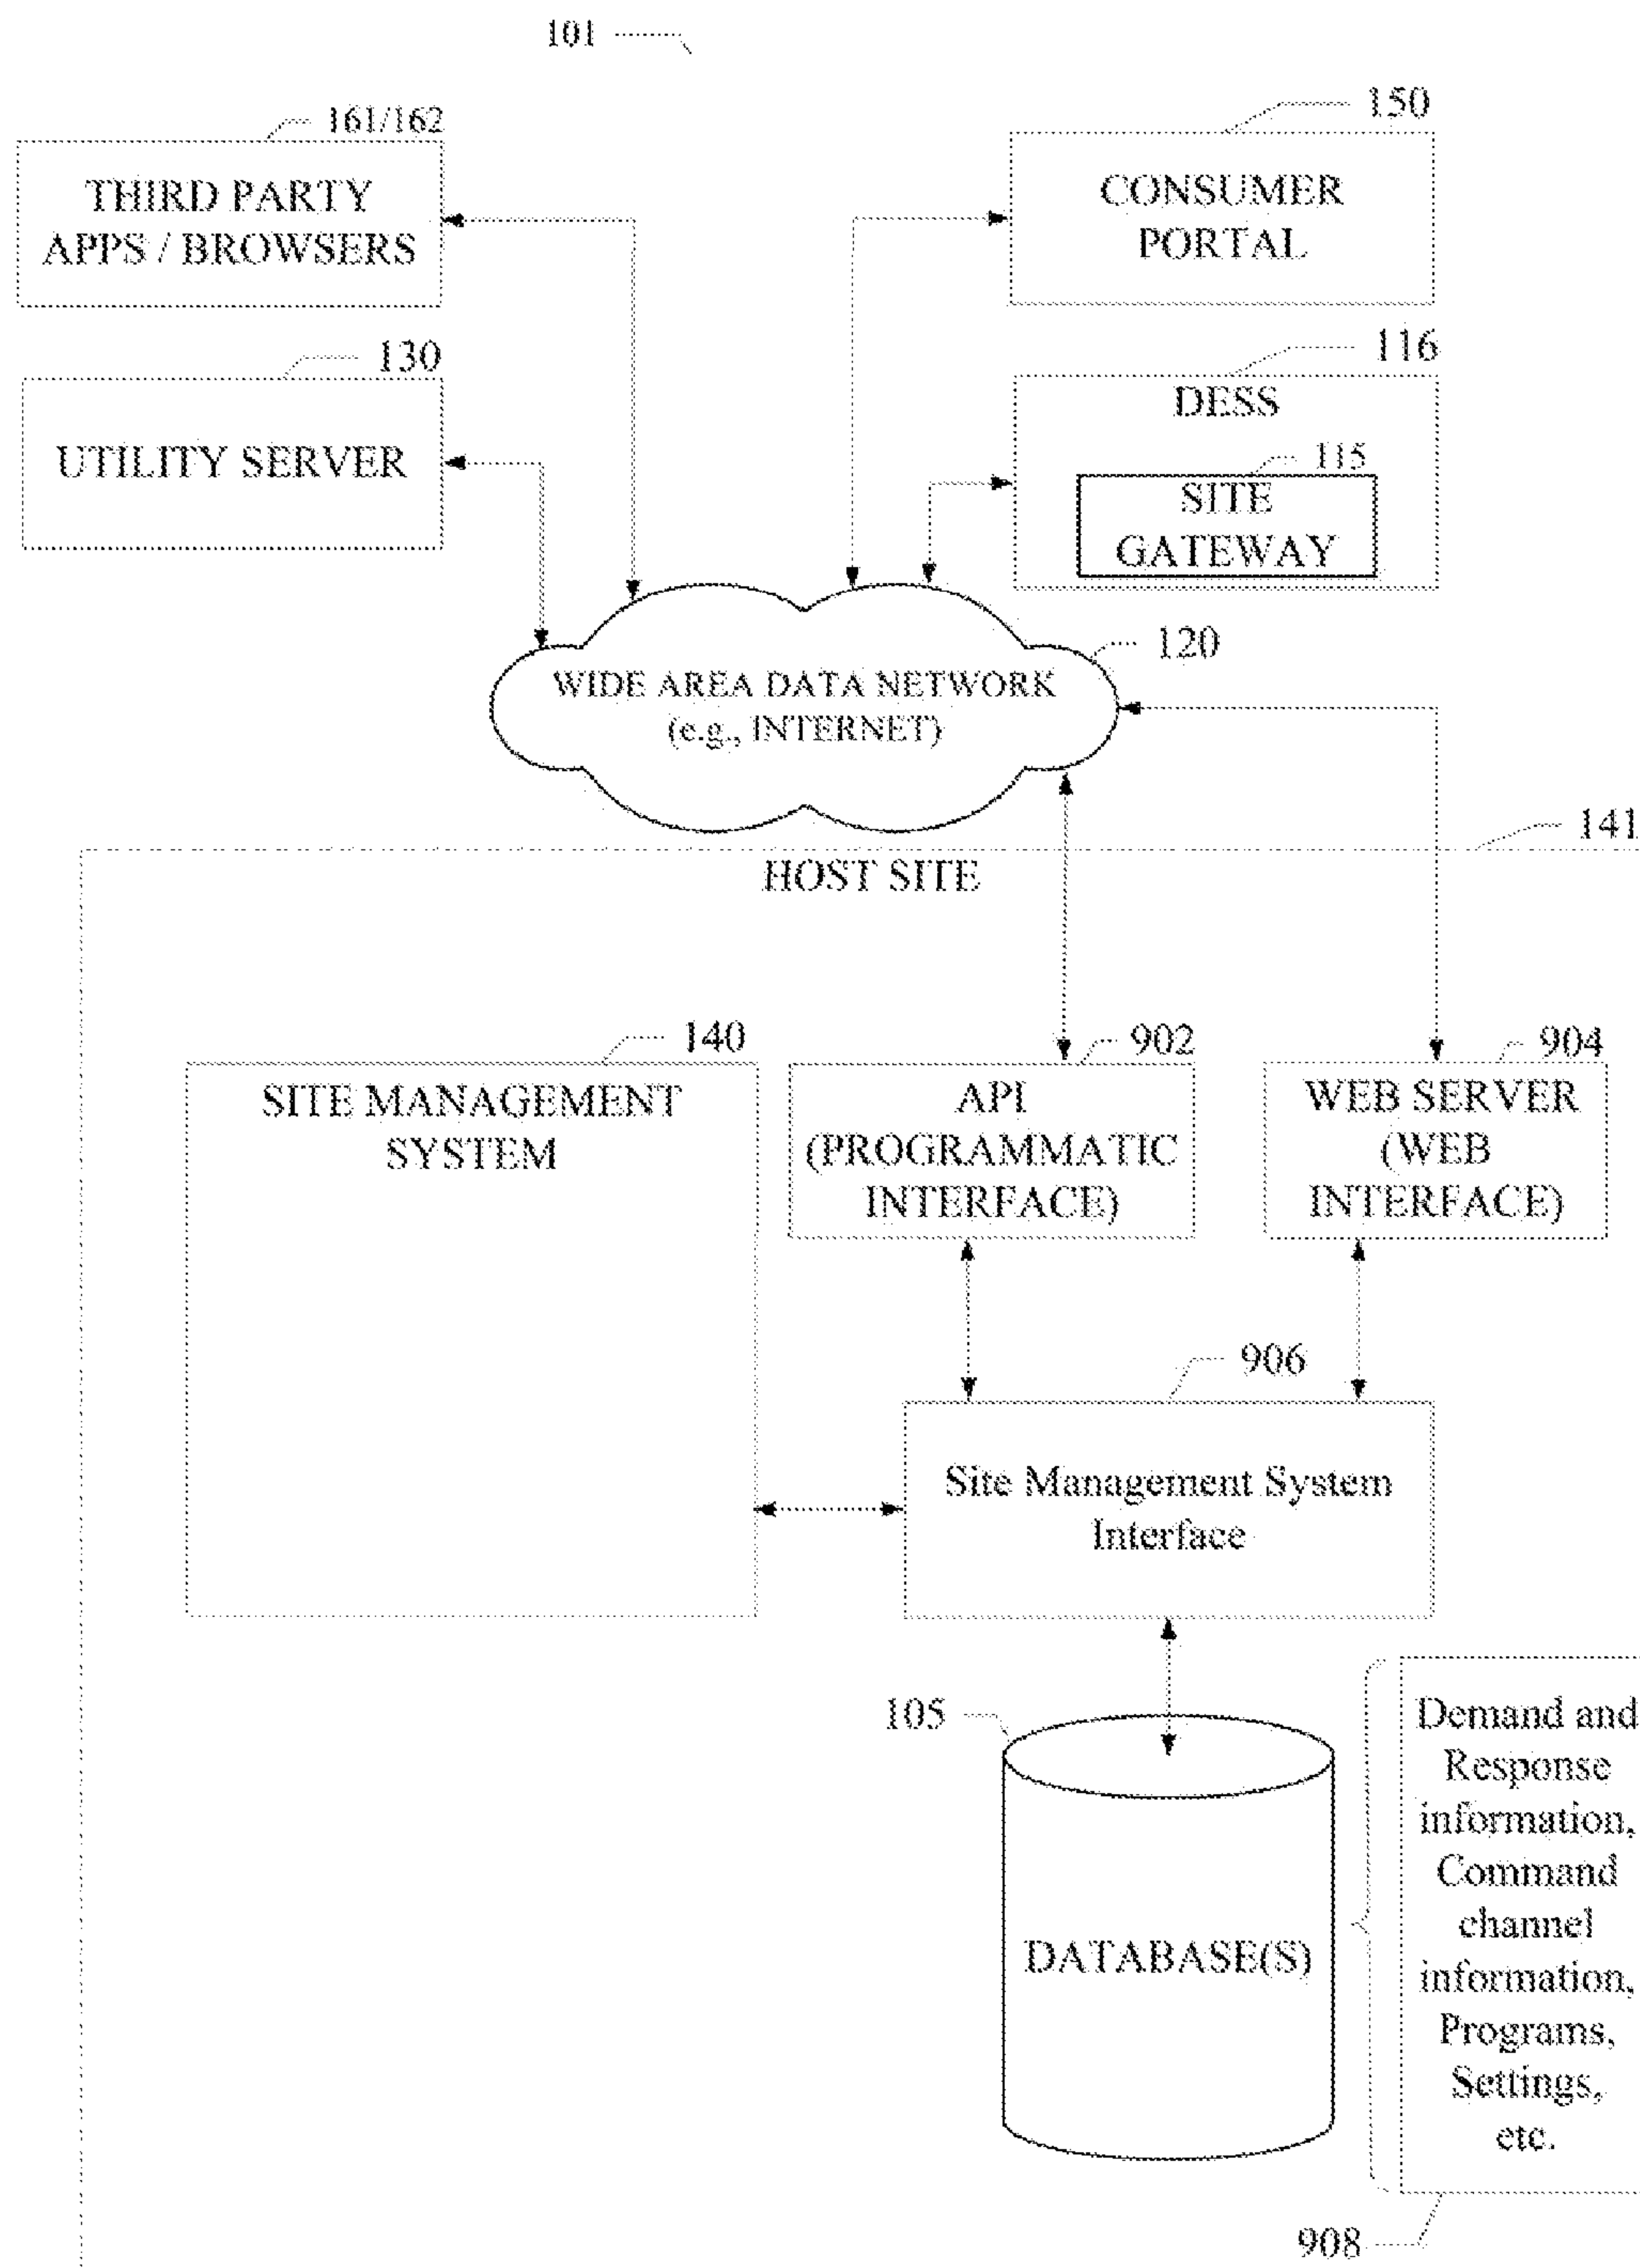 101
161/162
THIRD PARTY
APPS / BROWSERS
150
CONSUMER
PORTAL
130
UTILITY SERVER
116
DESS
115
SITE
GATEWAY
120
WIDE AREA DATA NETWORK
(e.g., INTERNET)
141
HOST SITE
140
SITE MANAGEMENT
SYSTEM
902
API
(PROGRAMMATIC
INTERFACE)
904
WEB SERVER
(WEB
INTERFACE)
906
Site Management System
Interface
105
DATABASE(S)
Demand and
Response
information,
Command
channel
information,
Programs,
Settings,
etc.
908